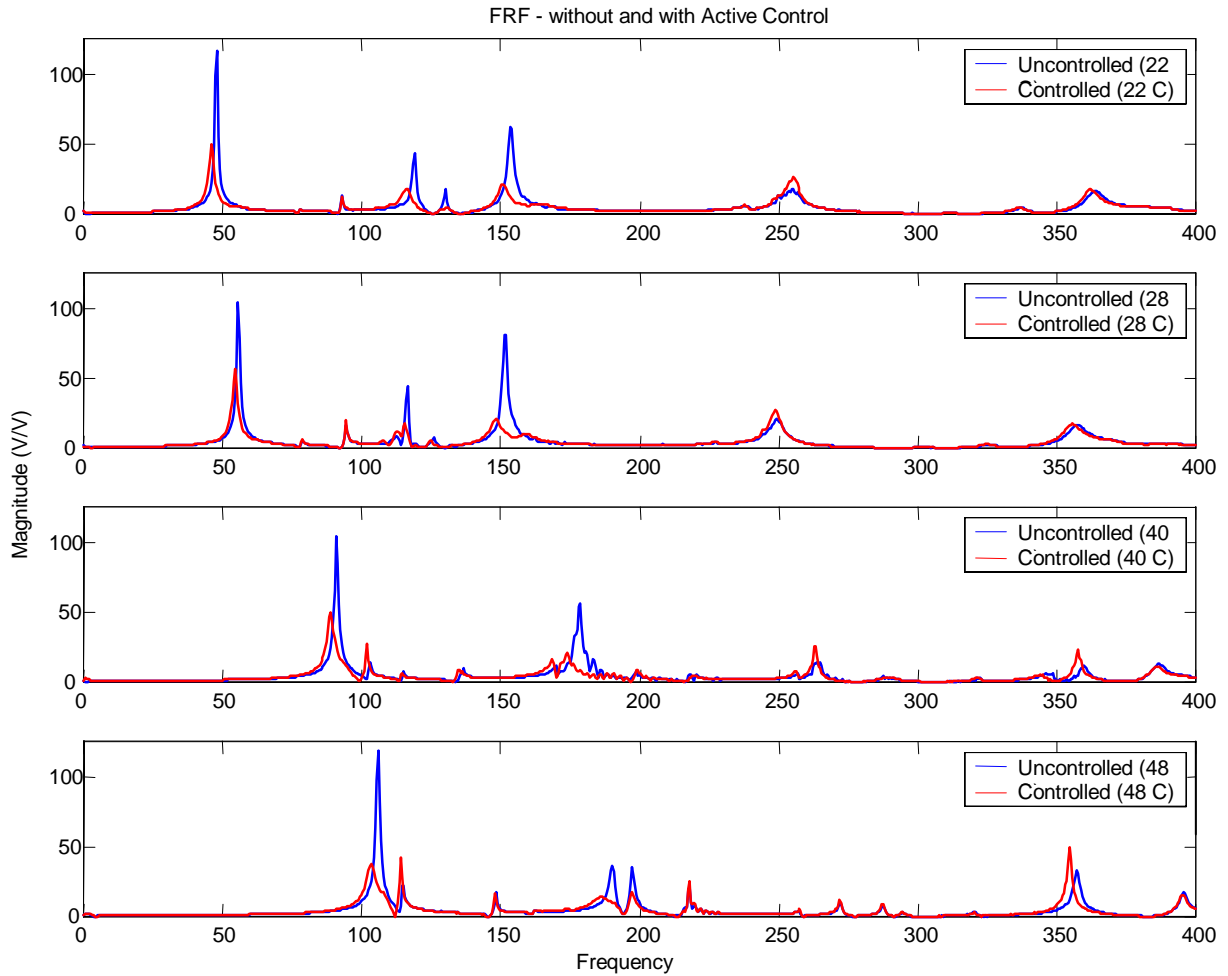 FRF - without and with Active Control
Uncontrolled (22
Controlled (22 C)
100
50
0
0 50 100 150 200 250 300 350 400
Uncontrolled (28
Controlled (28 C)
100
50
0
0 50 100 150 200 250 300 350 400
Magnitude (V/V)
Uncontrolled (40
Controlled (40 C)
100
50
0
0 50 100 150 200 250 300 350 400
Uncontrolled (48
Controlled (48 C)
100
50
0
0 50 100 150 200 250 300 350 400
Frequency